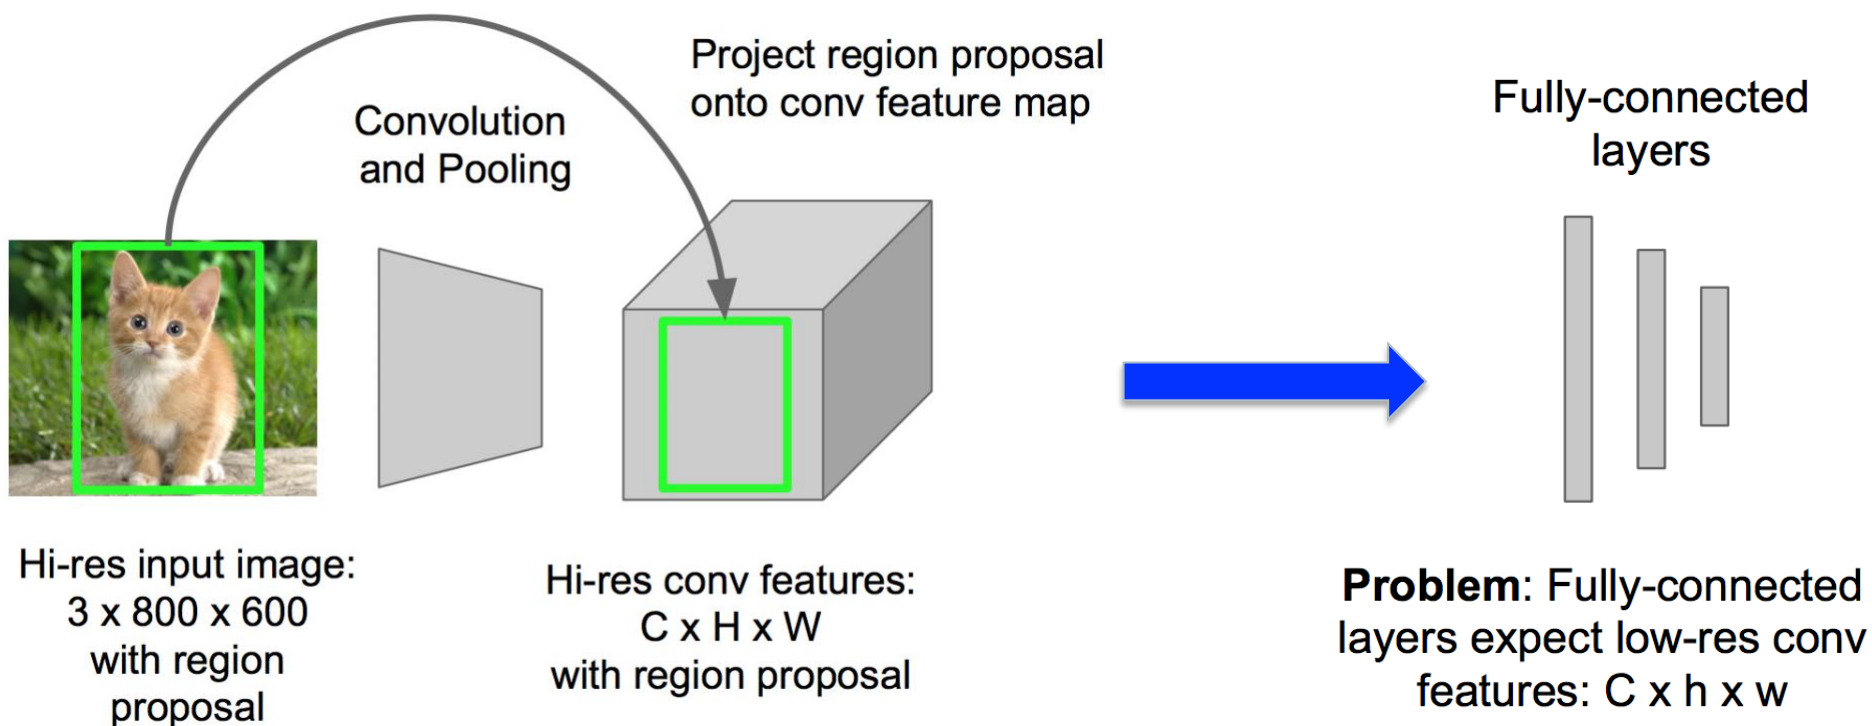 Project region proposal
onto conv feature map
Convolution
and Pooling
Fully-connected
layers
Hi-res input image:
3 x 800 x 600
with region
proposal
Hi-res conv features:
C x H x W
with region proposal
Problem: Fully-connected
layers expect low-res conv
features: C x h x w